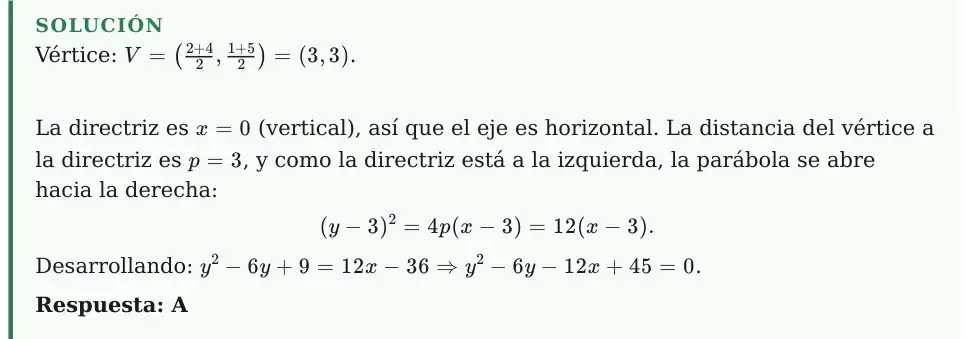 SOLUCIÓN
Vértice: V = (2+4/2, 1+5/2) = (3, 3).
La directriz es x = 0 (vertical), así que el eje es horizontal. La distancia del vértice a
la directriz es p = 3, y como la directriz está a la izquierda, la parábola se abre
hacia la derecha:
(y − 3)² = 4p(x − 3) = 12(x − 3).
Desarrollando: y² − 6y + 9 = 12x − 36 ⇒ y² − 6y − 12x + 45 = 0.
Respuesta: A